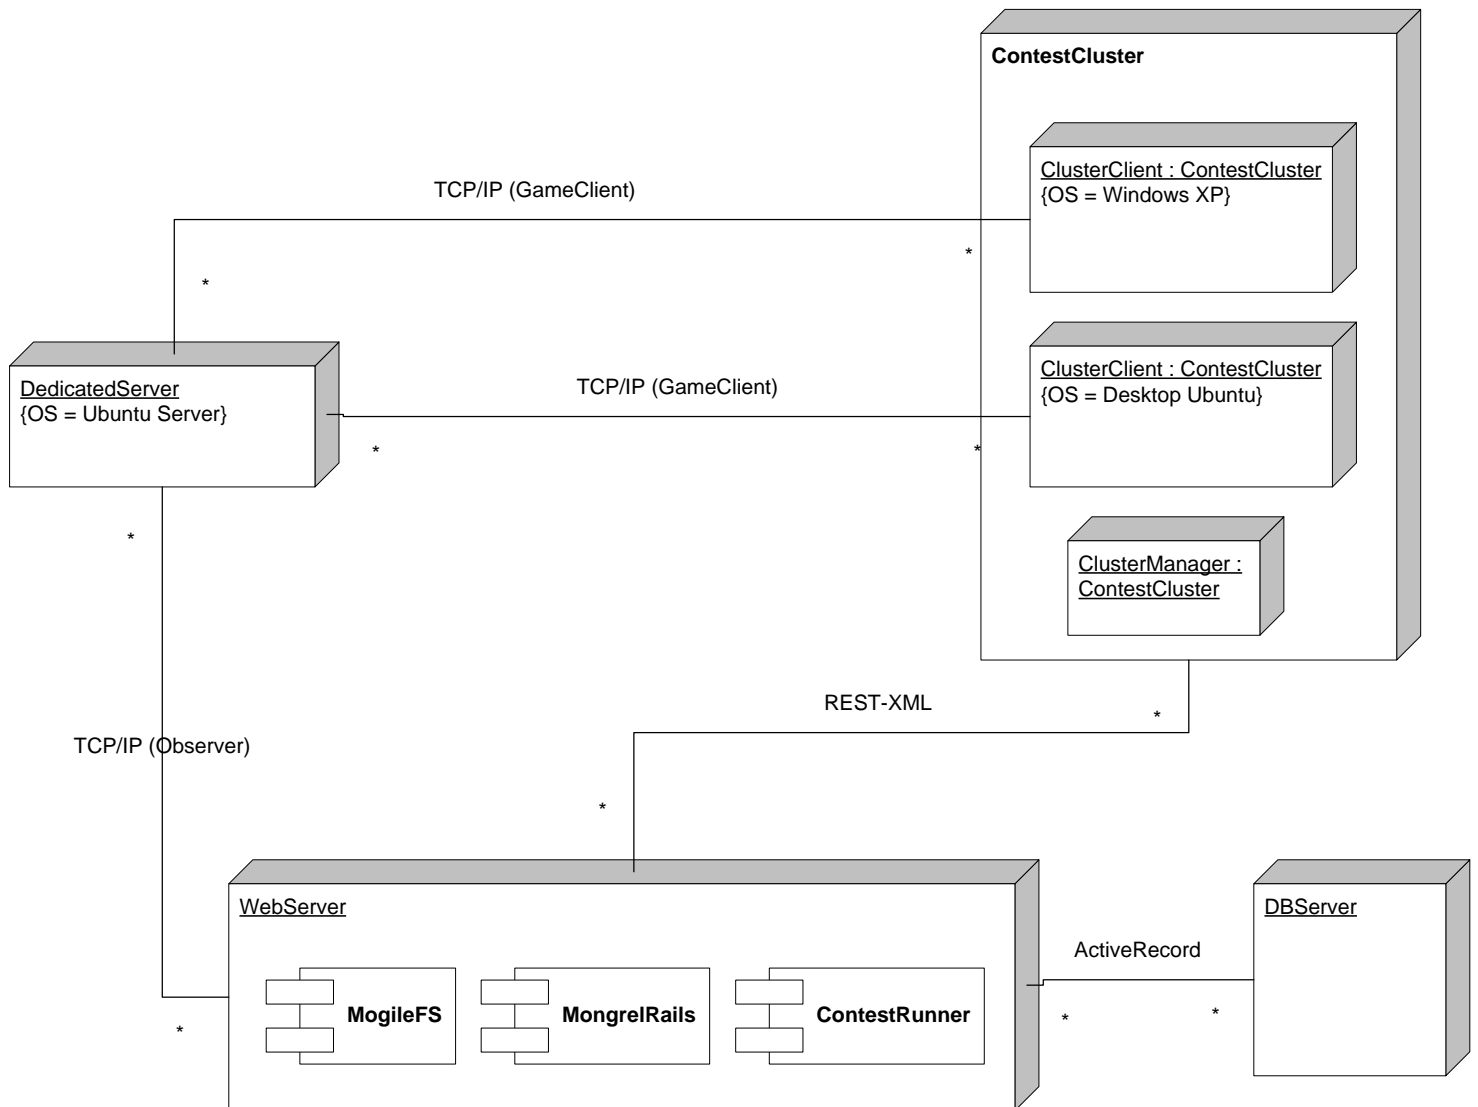 ContestCluster
ClusterClient : ContestCluster
{OS = Windows XP}
TCP/IP (GameClient)
*
*
ClusterClient : ContestCluster
{OS = Desktop Ubuntu}
DedicatedServer
{OS = Ubuntu Server}
TCP/IP (GameClient)
*
*
ClusterManager :
ContestCluster
*
REST-XML
*
TCP/IP (Observer)
*
WebServer
DBServer
ActiveRecord
MogileFS
MongrelRails
ContestRunner
*
*
*